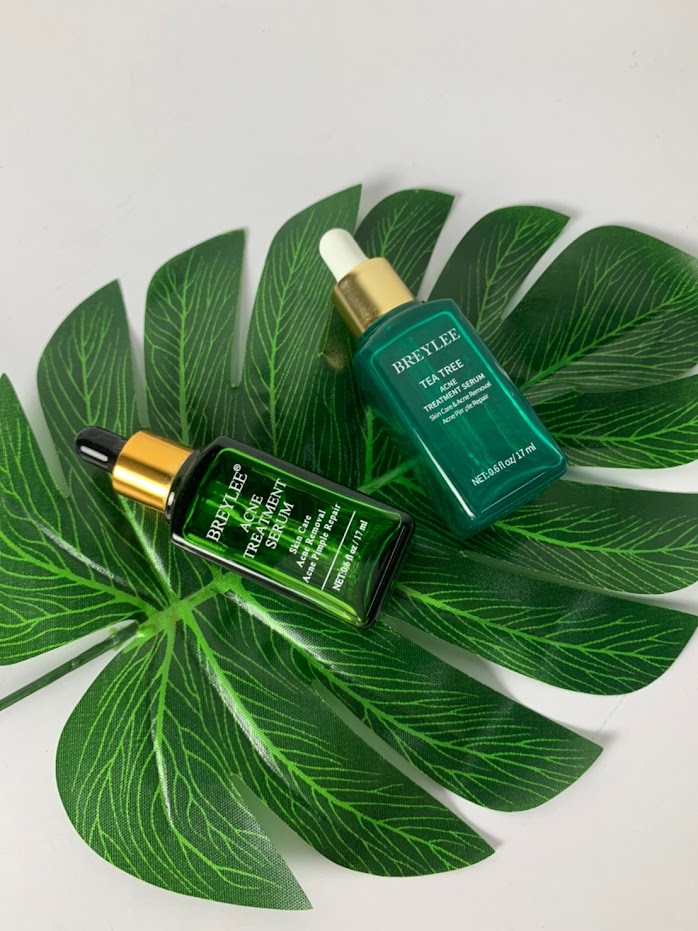 BREYLEE
TEA TREE
ACNE
TREATMENT SERUM
Skin Care & Acne Removal
Acne Pimple Repair
NET:0.6 fl oz/17 ml
BREYLEE®
ACNE
TREATMENT
SERUM
Skin Care
Acne Removal
Acne Pimple Repair
NET:0.6 fl oz/17 ml